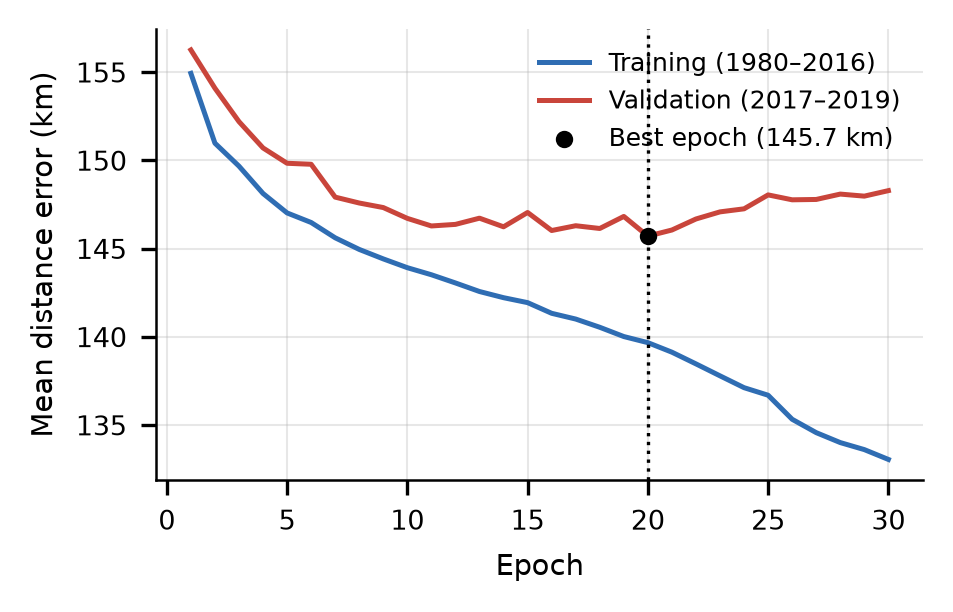 Mean distance error (km)
155
150
145
140
135
Training (1980–2016)
Validation (2017–2019)
Best epoch (145.7 km)
0 5 10 15 20 25 30
Epoch